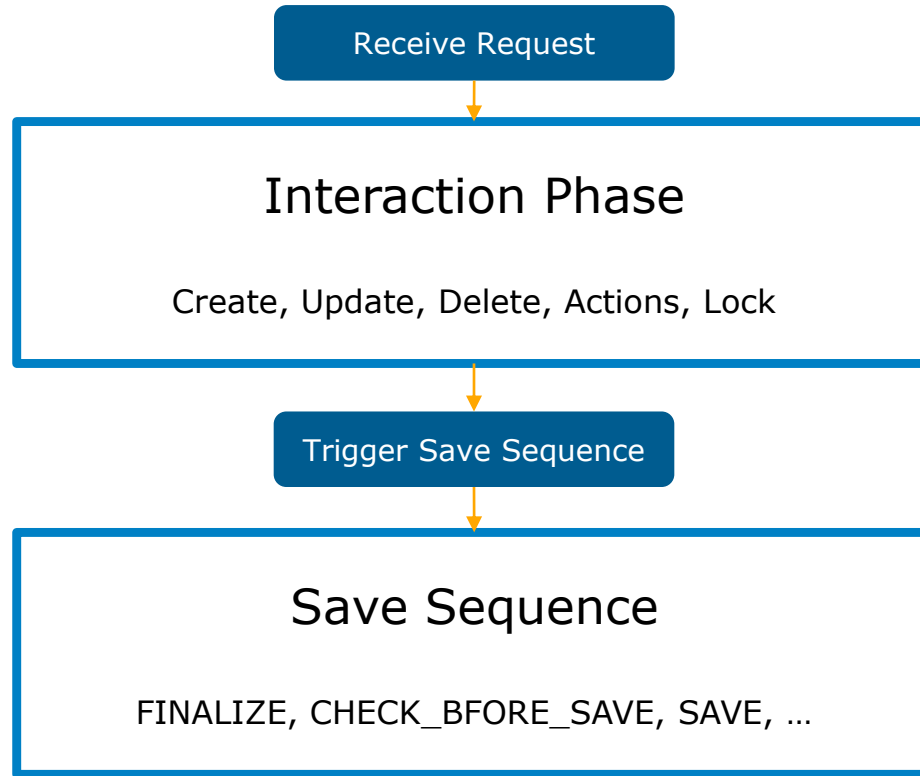 Receive Request
Interaction Phase
Create, Update, Delete, Actions, Lock
Trigger Save Sequence
Save Sequence
FINALIZE, CHECK_BFORE_SAVE, SAVE, …